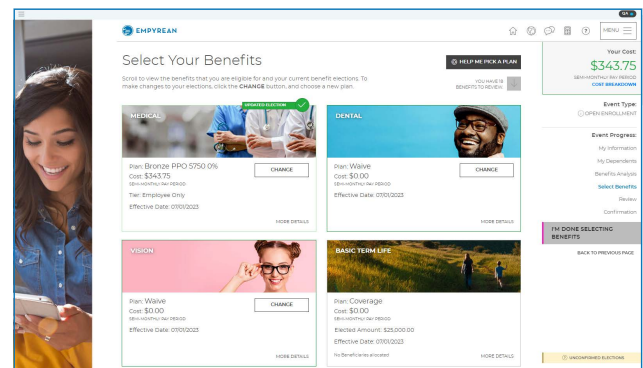 QA
EMPYREAN
MENU
Select Your Benefits
HELP ME PICK A PLAN
Scroll to view the benefits that you are eligible for and your current benefit elections. To
make changes to your elections, click the CHANGE button, and choose a new plan.
YOU HAVE 18
BENEFITS TO REVIEW.
MEDICAL
UPDATED ELECTION
Plan: Bronze PPO 5750 0%
Cost: $343.75
SEMI-MONTHLY PAY PERIOD
Tier: Employee Only
Effective Date: 07/01/2023
CHANGE
MORE DETAILS
DENTAL
Plan: Waive
Cost: $0.00
SEMI-MONTHLY PAY PERIOD
Effective Date: 07/01/2023
CHANGE
MORE DETAILS
VISION
Plan: Waive
Cost: $0.00
SEMI-MONTHLY PAY PERIOD
Effective Date: 07/01/2023
CHANGE
MORE DETAILS
BASIC TERM LIFE
Plan: Coverage
Cost: $0.00
SEMI-MONTHLY PAY PERIOD
Elected Amount: $25,000.00
Effective Date: 07/01/2023
No Beneficiaries allocated
MORE DETAILS
Your Cost:
$343.75
SEMI-MONTHLY PAY PERIOD
COST BREAKDOWN
Event Type:
OPEN ENROLLMENT
Event Progress:
My Information
My Dependents
Benefits Analysis
Select Benefits
Review
Confirmation
I'M DONE SELECTING
BENEFITS
BACK TO PREVIOUS PAGE
UNCONFIRMED ELECTIONS